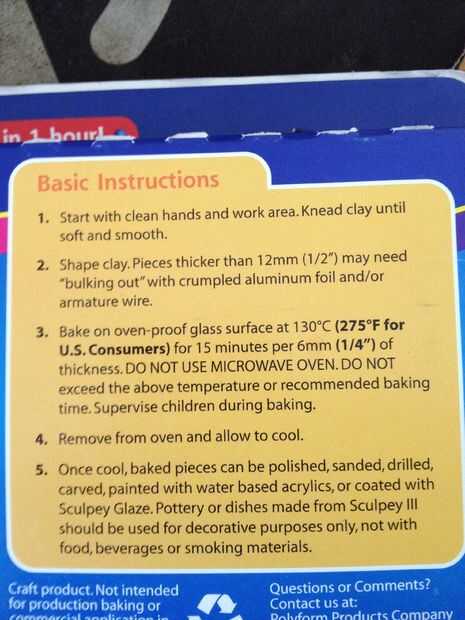 in 1 hour!
Basic Instructions
1. Start with clean hands and work area. Knead clay until
soft and smooth.
2. Shape clay. Pieces thicker than 12mm (1/2") may need
"bulking out" with crumpled aluminum foil and/or
armature wire.
3. Bake on oven-proof glass surface at 130°C (275°F for
U.S. Consumers) for 15 minutes per 6mm (1/4") of
thickness. DO NOT USE MICROWAVE OVEN. DO NOT
exceed the above temperature or recommended baking
time. Supervise children during baking.
4. Remove from oven and allow to cool.
5. Once cool, baked pieces can be polished, sanded, drilled,
carved, painted with water based acrylics, or coated with
Sculpey Glaze. Pottery or dishes made from Sculpey III
should be used for decorative purposes only, not with
food, beverages or smoking materials.
Craft product. Not intended
for production baking or
commercial application in
Questions or Comments?
Contact us at:
Polyform Products Company